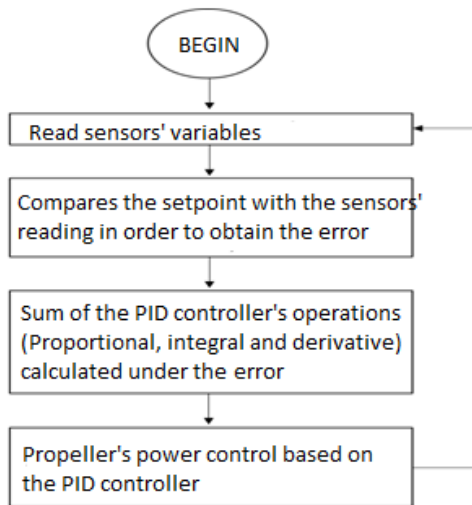 BEGIN
Read sensors' variables
Compares the setpoint with the sensors'
reading in order to obtain the error
Sum of the PID controller's operations
(Proportional, integral and derivative)
calculated under the error
Propeller's power control based on
the PID controller